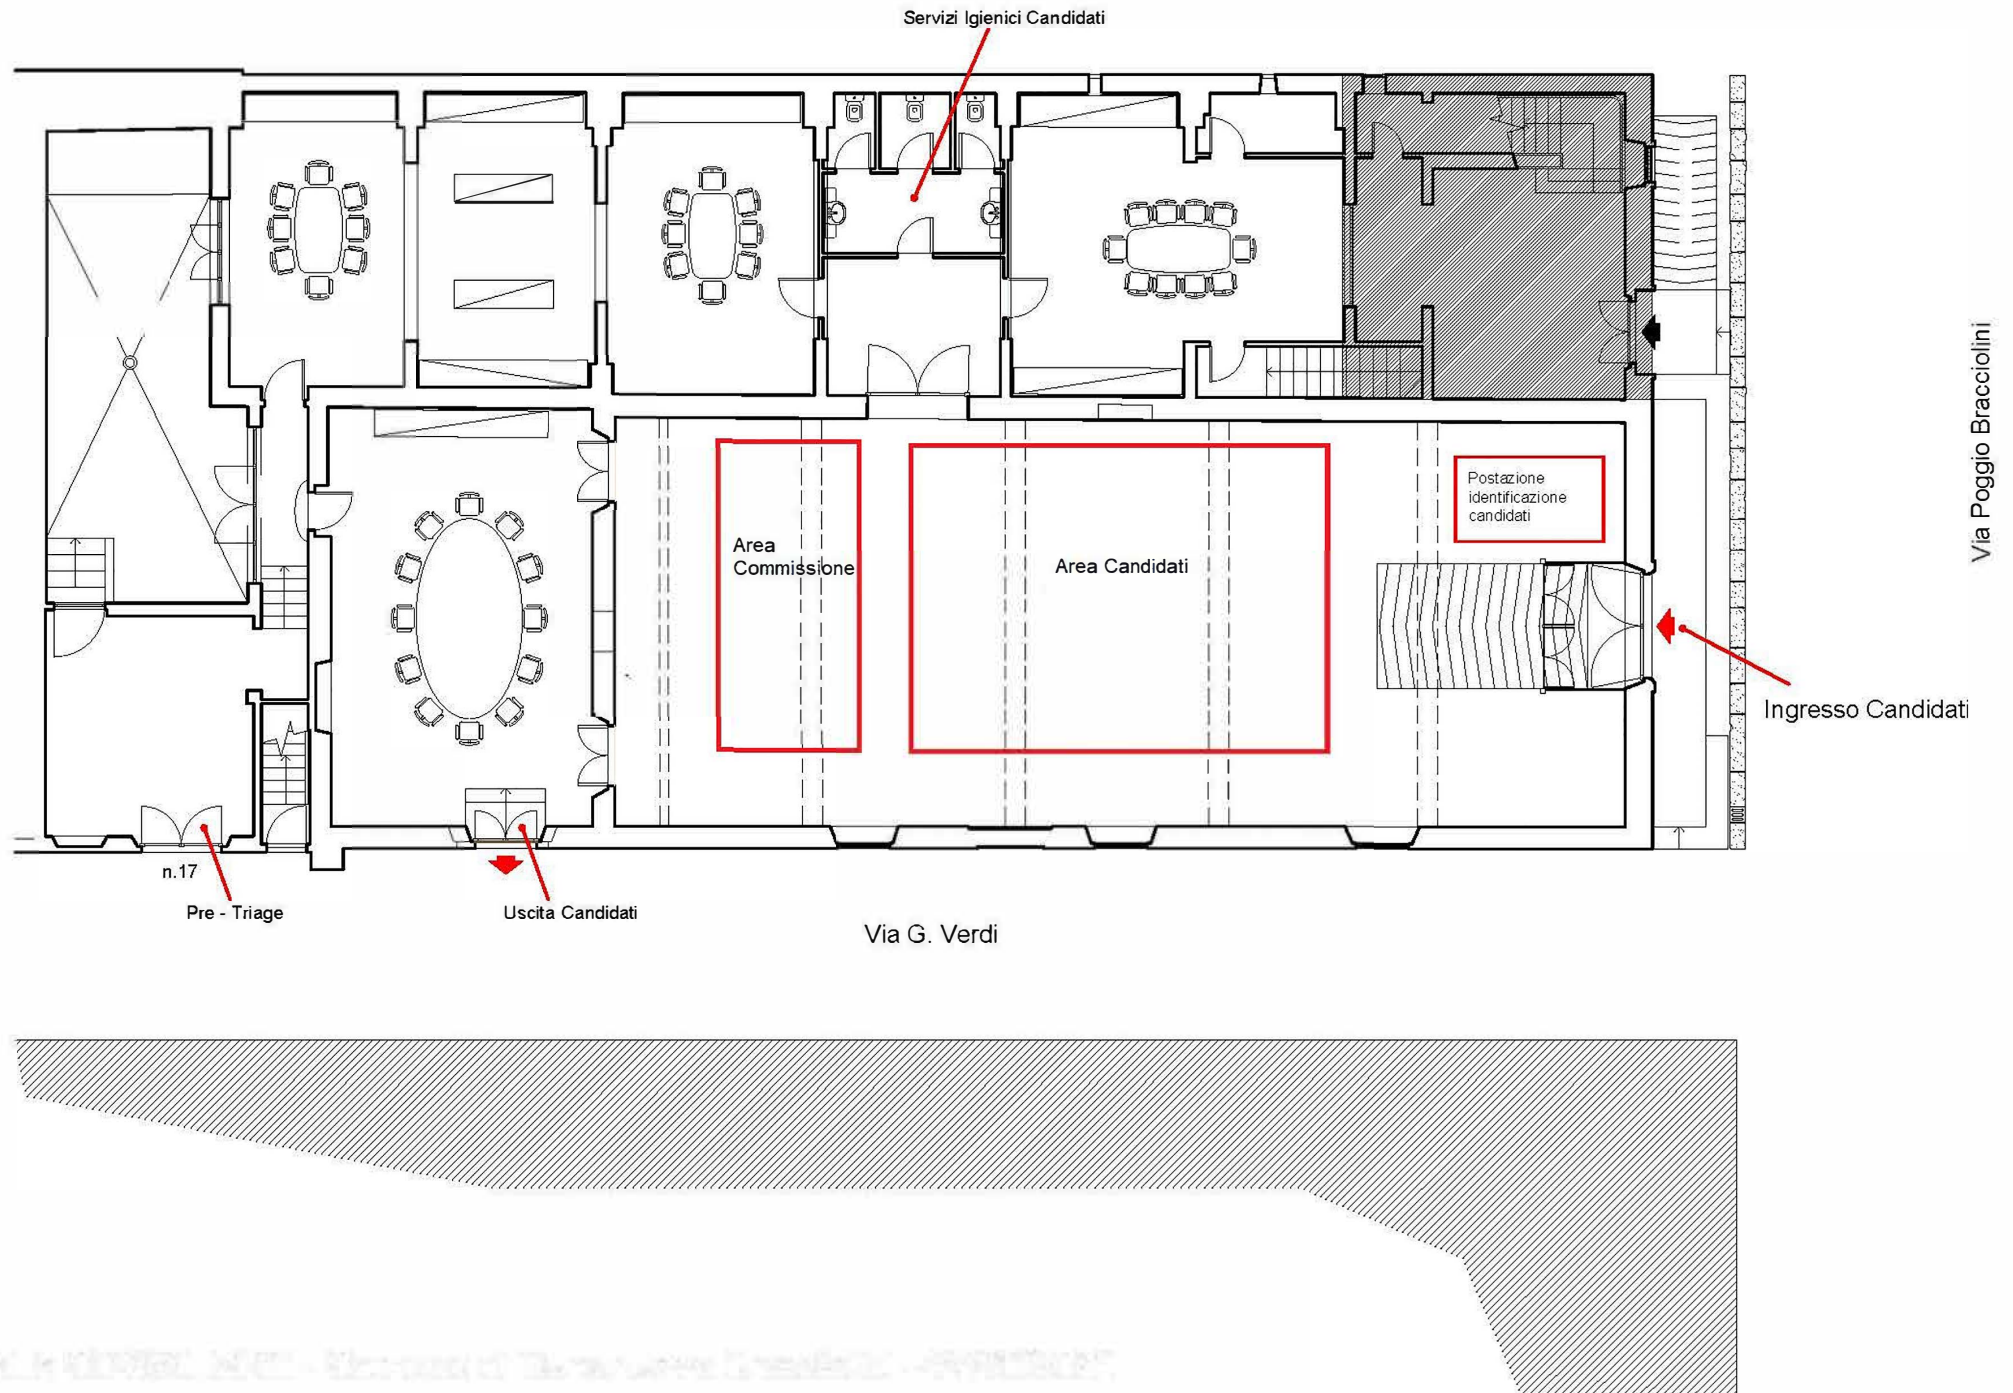 Servizi Igienici Candidati
Via Poggio Bracciolini
Postazione
identificazione
candidati
Area
Commissione
Area Candidati
Ingresso Candidati
n.17
Pre - Triage
Uscita Candidati
Via G. Verdi